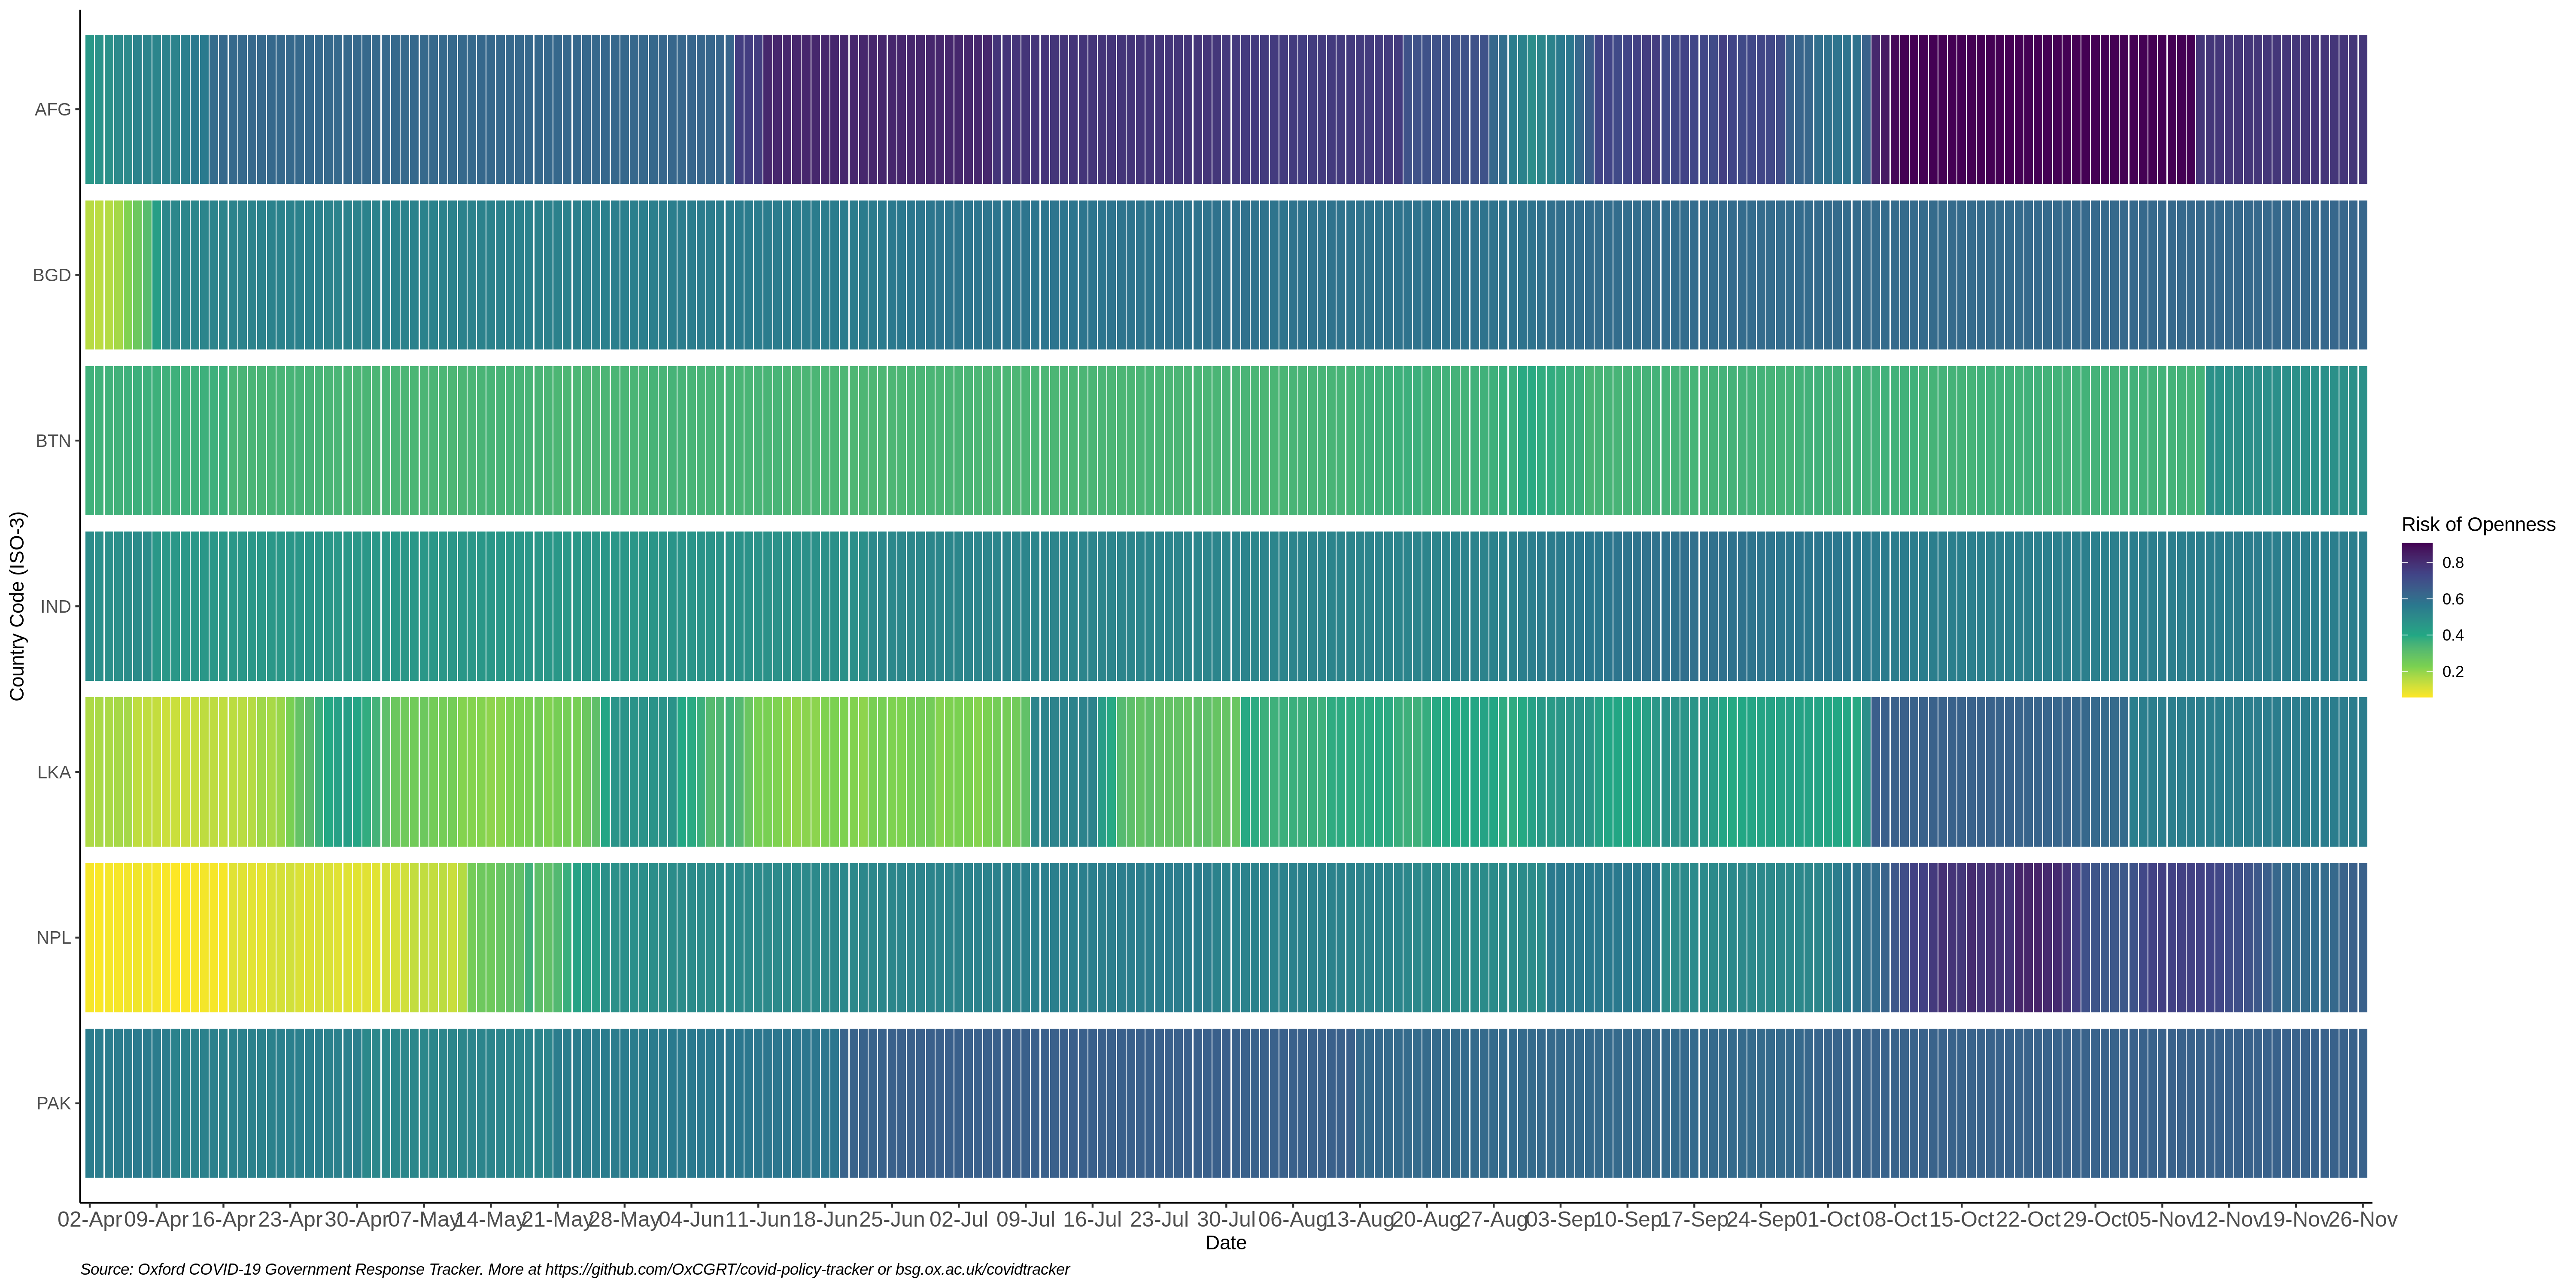 AFG
BGD
BTN
IND
LKA
NPL
PAK
Country Code (ISO-3)
Risk of Openness
0.8
0.6
0.4
0.2
02-Apr 09-Apr 16-Apr 23-Apr 30-Apr 07-May 14-May 21-May 28-May 04-Jun 11-Jun 18-Jun 25-Jun 02-Jul 09-Jul 16-Jul 23-Jul 30-Jul 06-Aug 13-Aug 20-Aug 27-Aug 03-Sep 10-Sep 17-Sep 24-Sep 01-Oct 08-Oct 15-Oct 22-Oct 29-Oct 05-Nov 12-Nov 19-Nov 26-Nov
Date
Source: Oxford COVID-19 Government Response Tracker. More at https://github.com/OxCGRT/covid-policy-tracker or bsg.ox.ac.uk/covidtracker